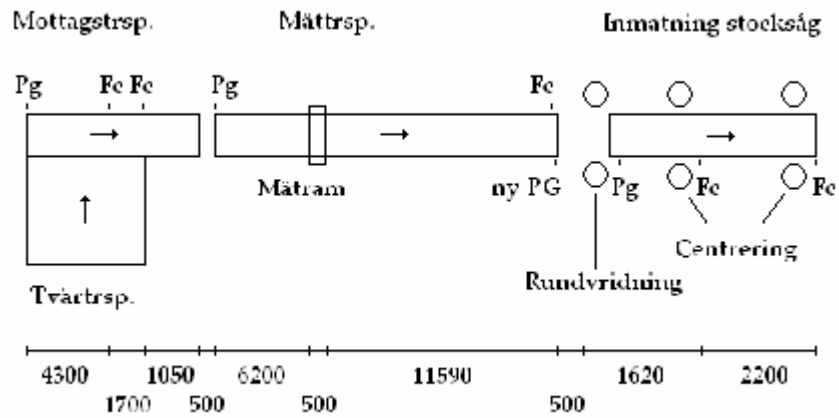 Mottagstrsp. Mättrsp. Inmatning stocksåg
Pg Fc Fc Pg Fc
Mätram ny PG Pg Fc Fc
Centrering
Rundvridning
Tvärtrsp.
4300 1050 6200 11590 1620 2200
1700 500 500 500